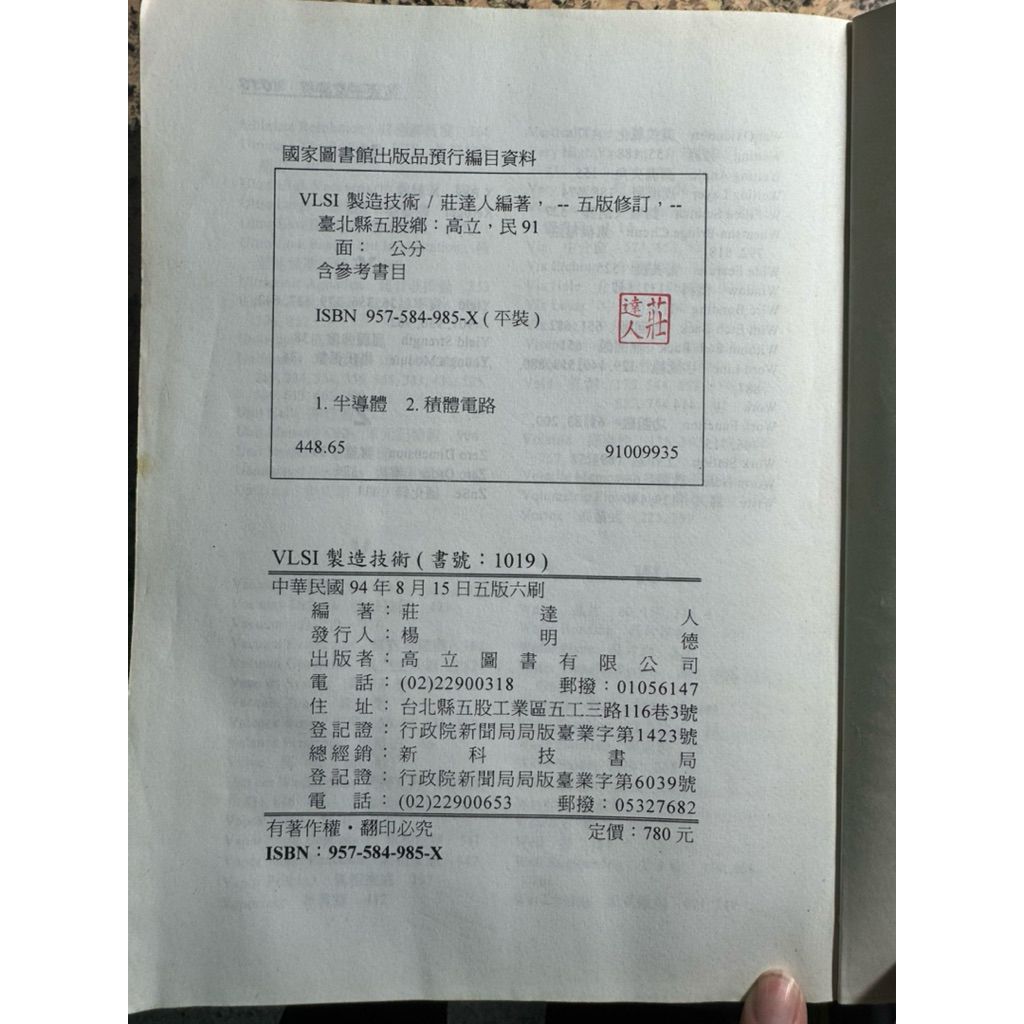 國家圖書館出版品預行編目資料
VLSI 製造技術 / 莊達人編著， -- 五版修訂，--
臺北縣五股鄉：高立，民 91
面： 公分
含參考書目
ISBN 957-584-985-X ( 平裝 )
莊達人
1. 半導體 2. 積體電路
448.65 91009935
VLSI 製造技術 ( 書號：1019 )
中華民國 94 年 8 月 15 日五版六刷
編著：莊達人
發行人：楊明德
出版者：高立圖書有限公司
電話：(02)22900318 郵撥：01056147
住址：台北縣五股工業區五工三路116巷3號
登記證：行政院新聞局局版臺業字第1423號
總經銷：新科技書局
登記證：行政院新聞局局版臺業字第6039號
電話：(02)22900653 郵撥：05327682
有著作權・翻印必究 定價：780 元
ISBN：957-584-985-X